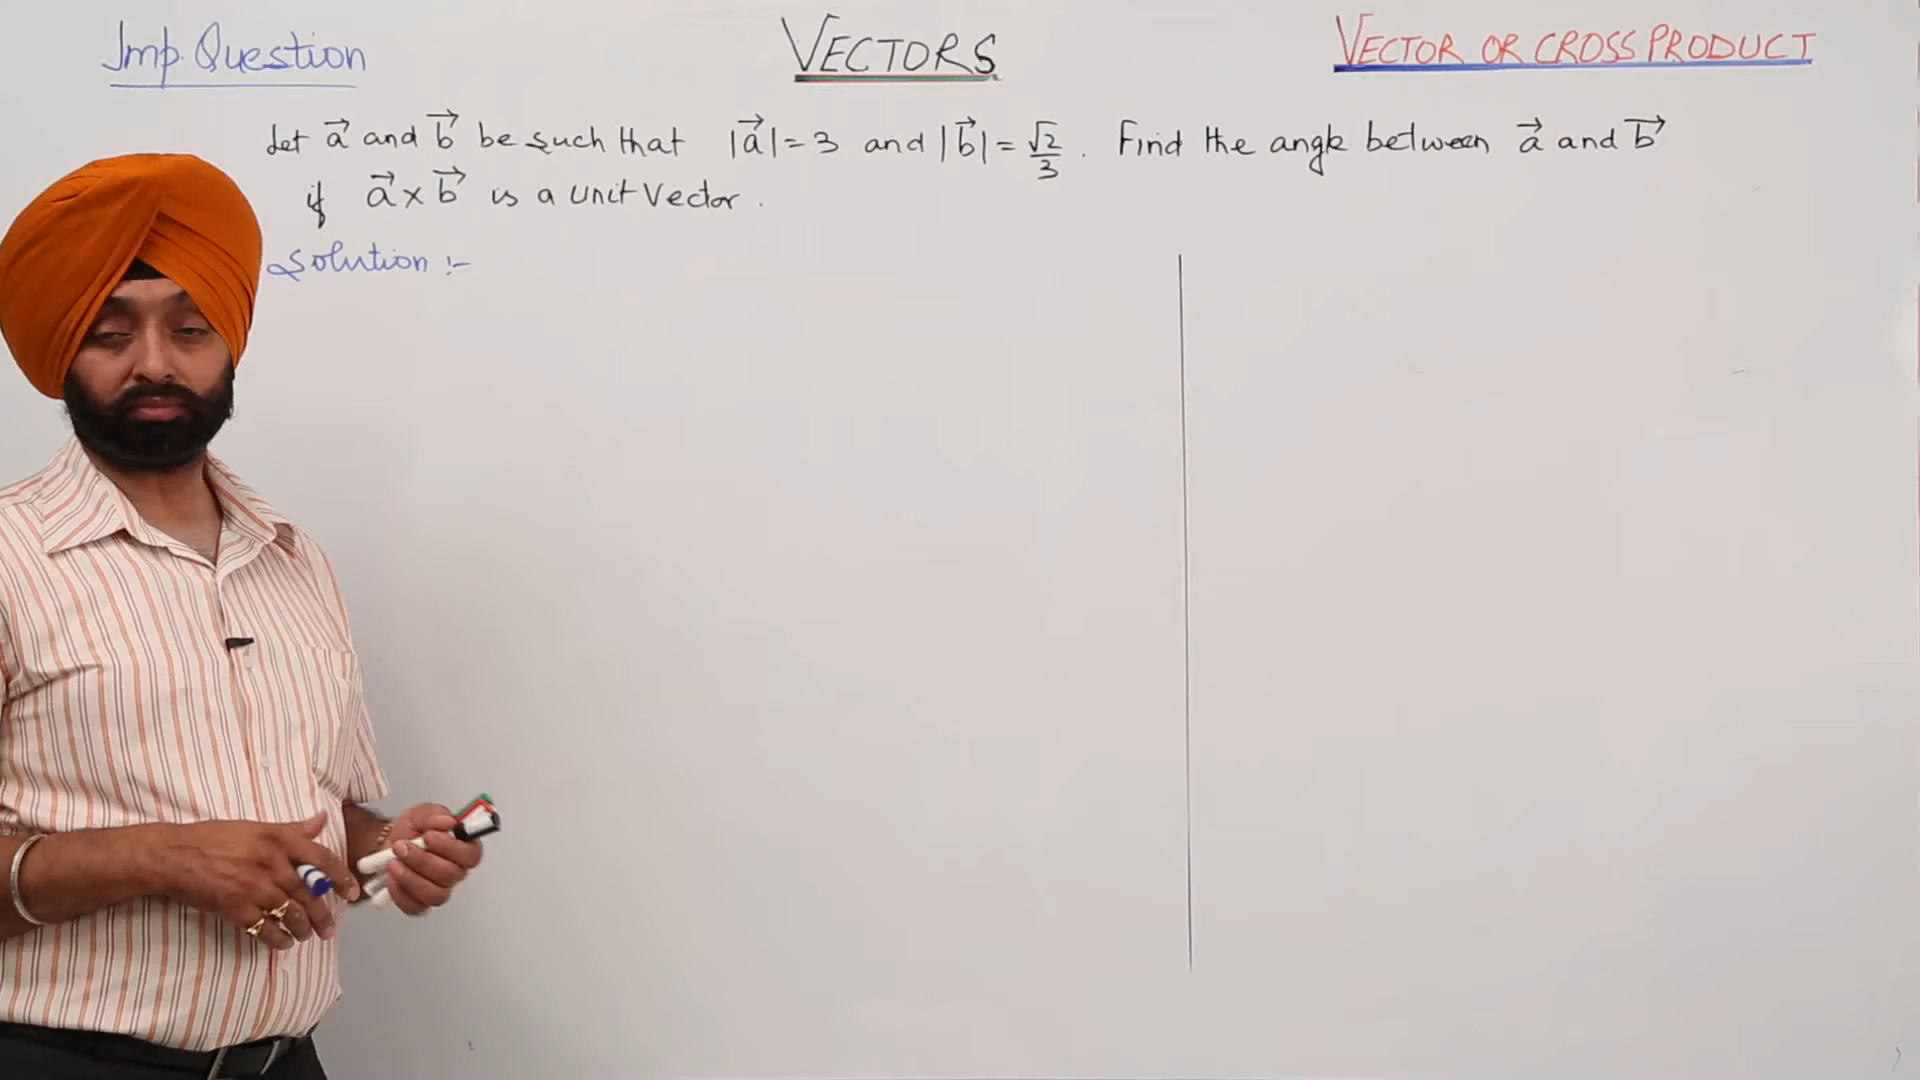 Imp. Question
VECTORS
VECTOR OR CROSS PRODUCT
Let a⃗ and b⃗ be such that |a⃗| = 3 and |b⃗| = √2/3 . Find the angle between a⃗ and b⃗
if a⃗ × b⃗ is a unit vector .
Solution :-